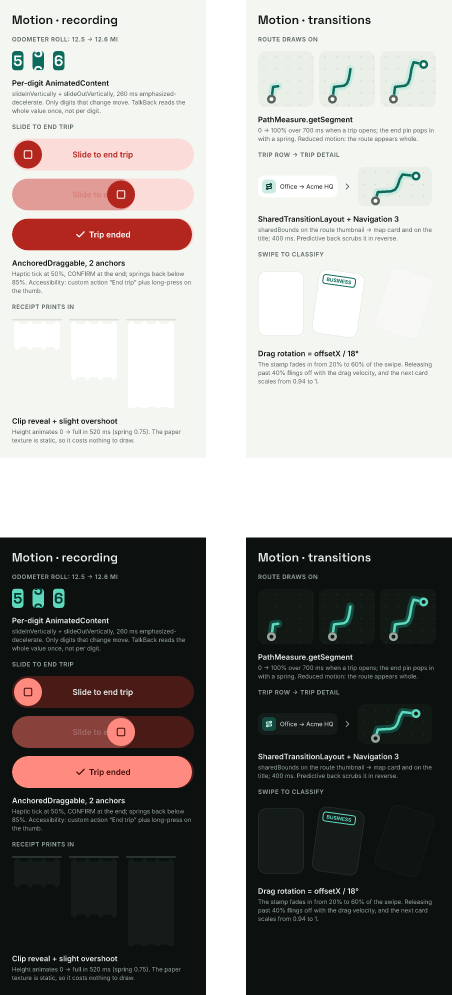 Motion · recording
ODOMETER ROLL: 12.5 → 12.6 MI
5 6
Per-digit AnimatedContent
slideInVertically + slideOutVertically, 260 ms emphasized-
decelerate. Only digits that change move. TalkBack reads the
whole value once, not per digit.
SLIDE TO END TRIP
Slide to end trip
Slide to e
Trip ended
AnchoredDraggable, 2 anchors
Haptic tick at 50%, CONFIRM at the end; springs back below
85%. Accessibility: custom action "End trip" plus long-press on
the thumb.
RECEIPT PRINTS IN
Clip reveal + slight overshoot
Height animates 0 → full in 520 ms (spring 0.75). The paper
texture is static, so it costs nothing to draw.
Motion · transitions
ROUTE DRAWS ON
PathMeasure.getSegment
0 → 100% over 700 ms when a trip opens; the end pin pops in
with a spring. Reduced motion: the route appears whole.
TRIP ROW → TRIP DETAIL
Office → Acme HQ
SharedTransitionLayout + Navigation 3
sharedBounds on the route thumbnail → map card and on the
title; 400 ms. Predictive back scrubs it in reverse.
SWIPE TO CLASSIFY
BUSINESS
Drag rotation = offsetX / 18°
The stamp fades in from 20% to 60% of the swipe. Releasing
past 40% flings off with the drag velocity, and the next card
scales from 0.94 to 1.
Motion · recording
ODOMETER ROLL: 12.5 → 12.6 MI
5 6
Per-digit AnimatedContent
slideInVertically + slideOutVertically, 260 ms emphasized-
decelerate. Only digits that change move. TalkBack reads the
whole value once, not per digit.
SLIDE TO END TRIP
Slide to end trip
Slide to e
Trip ended
AnchoredDraggable, 2 anchors
Haptic tick at 50%, CONFIRM at the end; springs back below
85%. Accessibility: custom action "End trip" plus long-press on
the thumb.
RECEIPT PRINTS IN
Clip reveal + slight overshoot
Height animates 0 → full in 520 ms (spring 0.75). The paper
texture is static, so it costs nothing to draw.
Motion · transitions
ROUTE DRAWS ON
PathMeasure.getSegment
0 → 100% over 700 ms when a trip opens; the end pin pops in
with a spring. Reduced motion: the route appears whole.
TRIP ROW → TRIP DETAIL
Office → Acme HQ
SharedTransitionLayout + Navigation 3
sharedBounds on the route thumbnail → map card and on the
title; 400 ms. Predictive back scrubs it in reverse.
SWIPE TO CLASSIFY
BUSINESS
Drag rotation = offsetX / 18°
The stamp fades in from 20% to 60% of the swipe. Releasing
past 40% flings off with the drag velocity, and the next card
scales from 0.94 to 1.